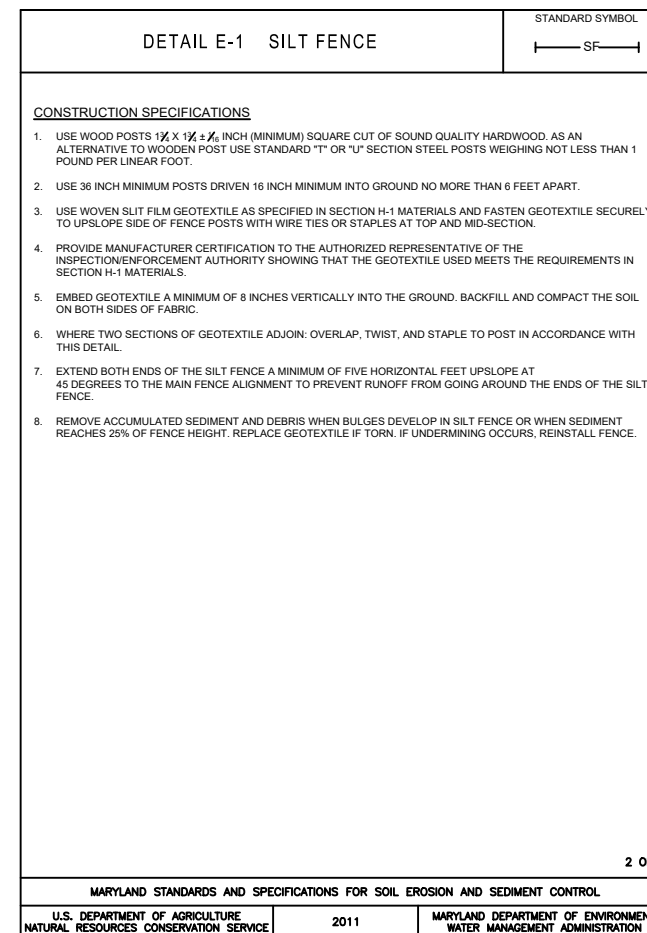 STANDARD SYMBOL
DETAIL E-1 SILT FENCE
SF
CONSTRUCTION SPECIFICATIONS
1. USE WOOD POSTS 1¾ X 1¾ ± 1/16 INCH (MINIMUM) SQUARE CUT OF SOUND QUALITY HARDWOOD. AS AN
ALTERNATIVE TO WOODEN POST USE STANDARD "T" OR "U" SECTION STEEL POSTS WEIGHING NOT LESS THAN 1
POUND PER LINEAR FOOT.
2. USE 36 INCH MINIMUM POSTS DRIVEN 16 INCH MINIMUM INTO GROUND NO MORE THAN 6 FEET APART.
3. USE WOVEN SLIT FILM GEOTEXTILE AS SPECIFIED IN SECTION H-1 MATERIALS AND FASTEN GEOTEXTILE SECURELY
TO UPSLOPE SIDE OF FENCE POSTS WITH WIRE TIES OR STAPLES AT TOP AND MID-SECTION.
4. PROVIDE MANUFACTURER CERTIFICATION TO THE AUTHORIZED REPRESENTATIVE OF THE
INSPECTION/ENFORCEMENT AUTHORITY SHOWING THAT THE GEOTEXTILE USED MEETS THE REQUIREMENTS IN
SECTION H-1 MATERIALS.
5. EMBED GEOTEXTILE A MINIMUM OF 8 INCHES VERTICALLY INTO THE GROUND. BACKFILL AND COMPACT THE SOIL
ON BOTH SIDES OF FABRIC.
6. WHERE TWO SECTIONS OF GEOTEXTILE ADJOIN: OVERLAP, TWIST, AND STAPLE TO POST IN ACCORDANCE WITH
THIS DETAIL.
7. EXTEND BOTH ENDS OF THE SILT FENCE A MINIMUM OF FIVE HORIZONTAL FEET UPSLOPE AT
45 DEGREES TO THE MAIN FENCE ALIGNMENT TO PREVENT RUNOFF FROM GOING AROUND THE ENDS OF THE SILT
FENCE.
8. REMOVE ACCUMULATED SEDIMENT AND DEBRIS WHEN BULGES DEVELOP IN SILT FENCE OR WHEN SEDIMENT
REACHES 25% OF FENCE HEIGHT. REPLACE GEOTEXTILE IF TORN. IF UNDERMINING OCCURS, REINSTALL FENCE.
2 O
MARYLAND STANDARDS AND SPECIFICATIONS FOR SOIL EROSION AND SEDIMENT CONTROL
U.S. DEPARTMENT OF AGRICULTURE
NATURAL RESOURCES CONSERVATION SERVICE
2011
MARYLAND DEPARTMENT OF ENVIRONMEN
WATER MANAGEMENT ADMINISTRATION